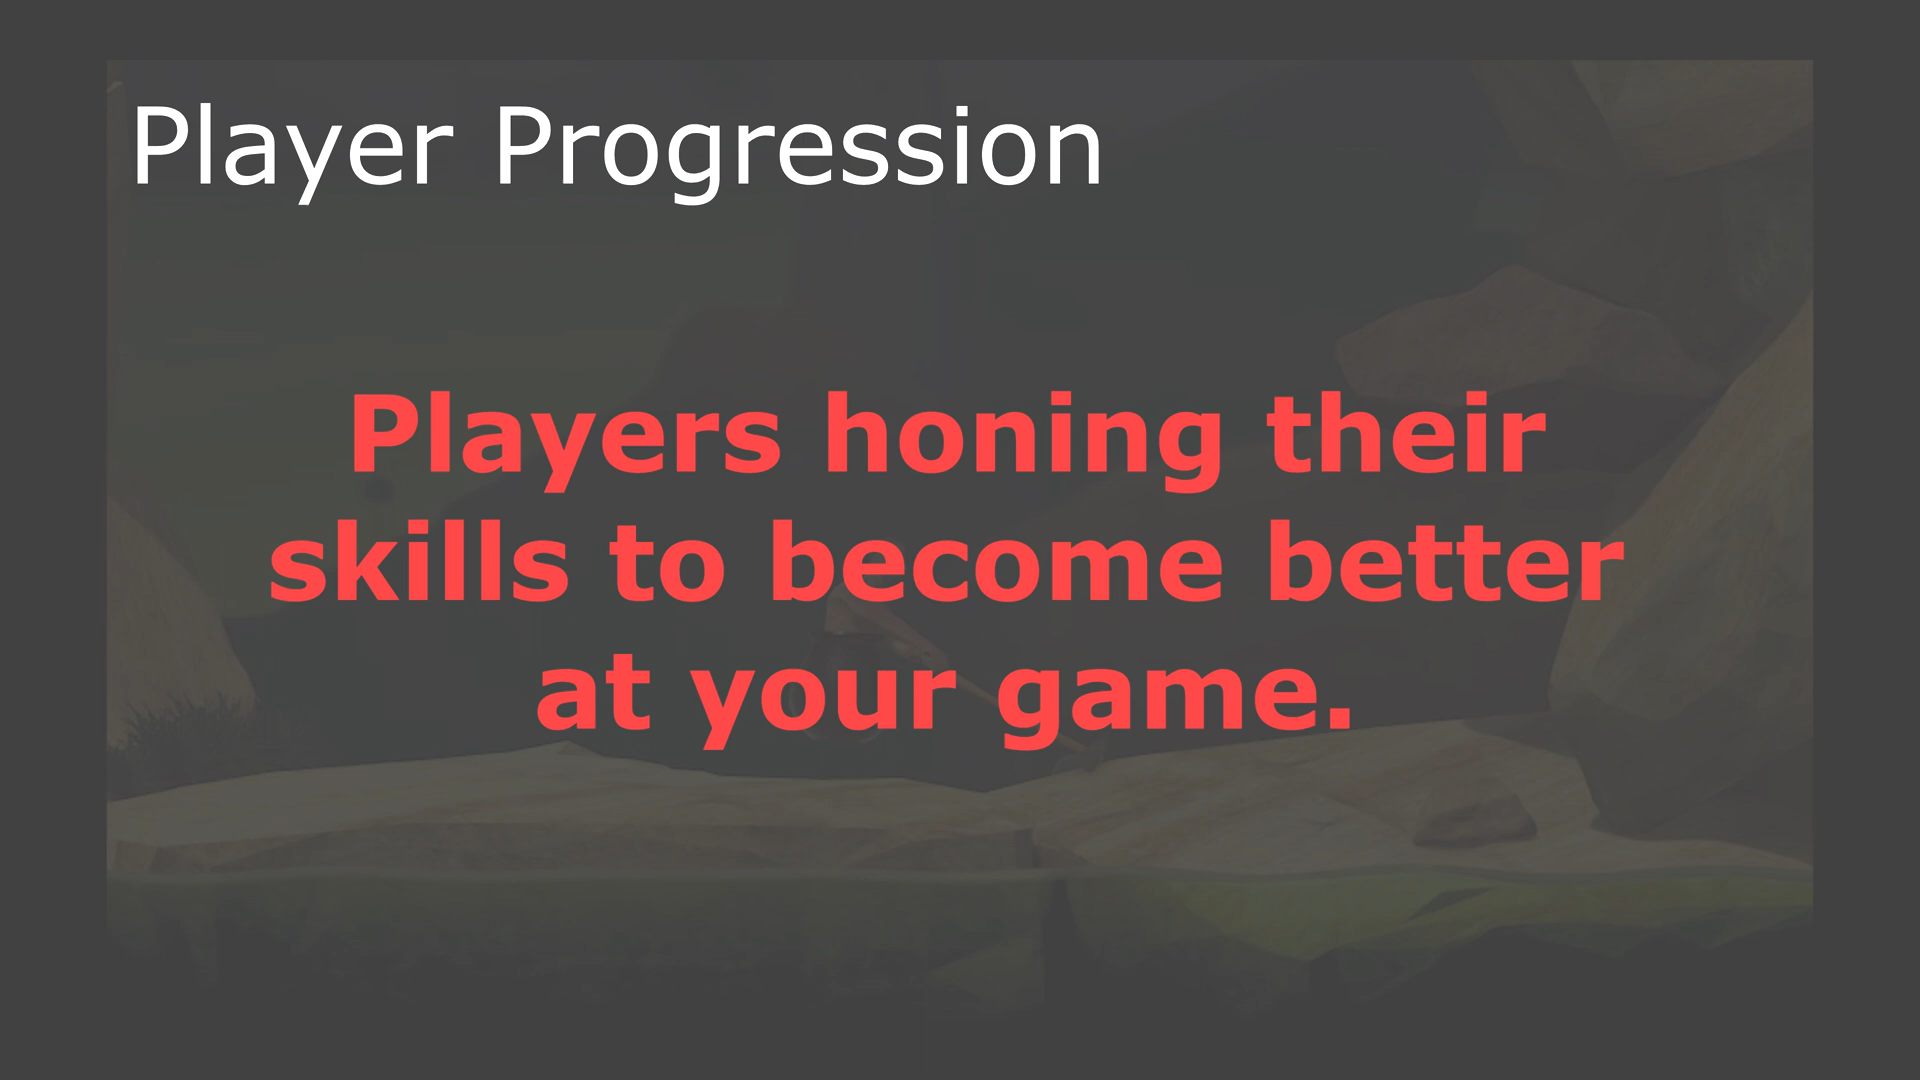 Player Progression
Players honing their
skills to become better
at your game.